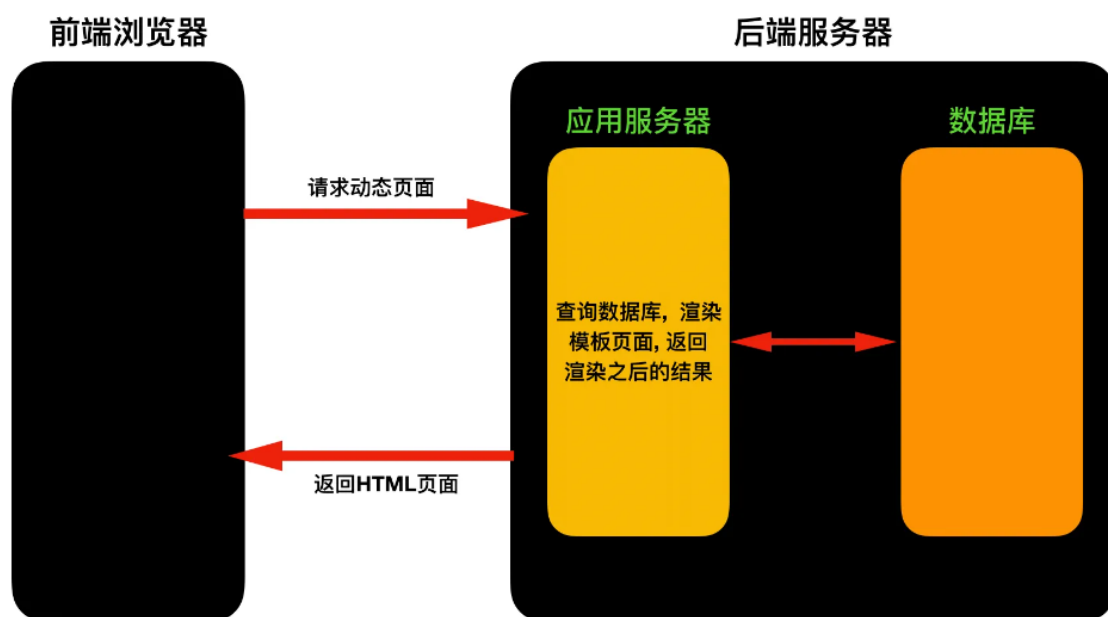 前端浏览器
后端服务器
应用服务器
数据库
请求动态页面
查询数据库，渲染
模板页面, 返回
渲染之后的结果
返回HTML页面